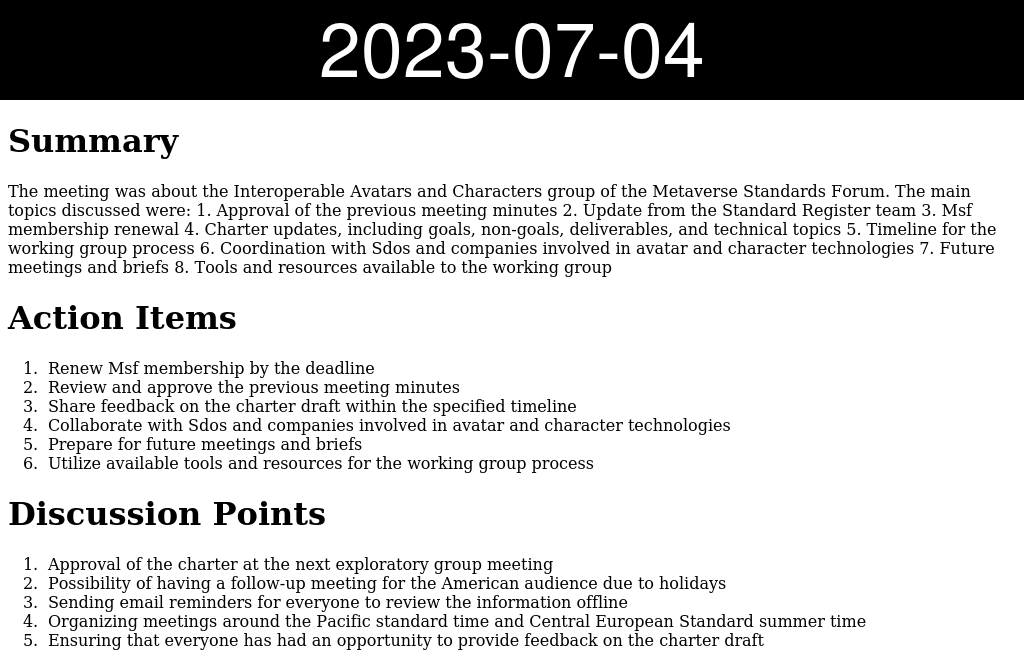 2023-07-04
Summary
The meeting was about the Interoperable Avatars and Characters group of the Metaverse Standards Forum. The main
topics discussed were: 1. Approval of the previous meeting minutes 2. Update from the Standard Register team 3. Msf
membership renewal 4. Charter updates, including goals, non-goals, deliverables, and technical topics 5. Timeline for the
working group process 6. Coordination with Sdos and companies involved in avatar and character technologies 7. Future
meetings and briefs 8. Tools and resources available to the working group
Action Items
1. Renew Msf membership by the deadline
2. Review and approve the previous meeting minutes
3. Share feedback on the charter draft within the specified timeline
4. Collaborate with Sdos and companies involved in avatar and character technologies
5. Prepare for future meetings and briefs
6. Utilize available tools and resources for the working group process
Discussion Points
1. Approval of the charter at the next exploratory group meeting
2. Possibility of having a follow-up meeting for the American audience due to holidays
3. Sending email reminders for everyone to review the information offline
4. Organizing meetings around the Pacific standard time and Central European Standard summer time
5. Ensuring that everyone has had an opportunity to provide feedback on the charter draft